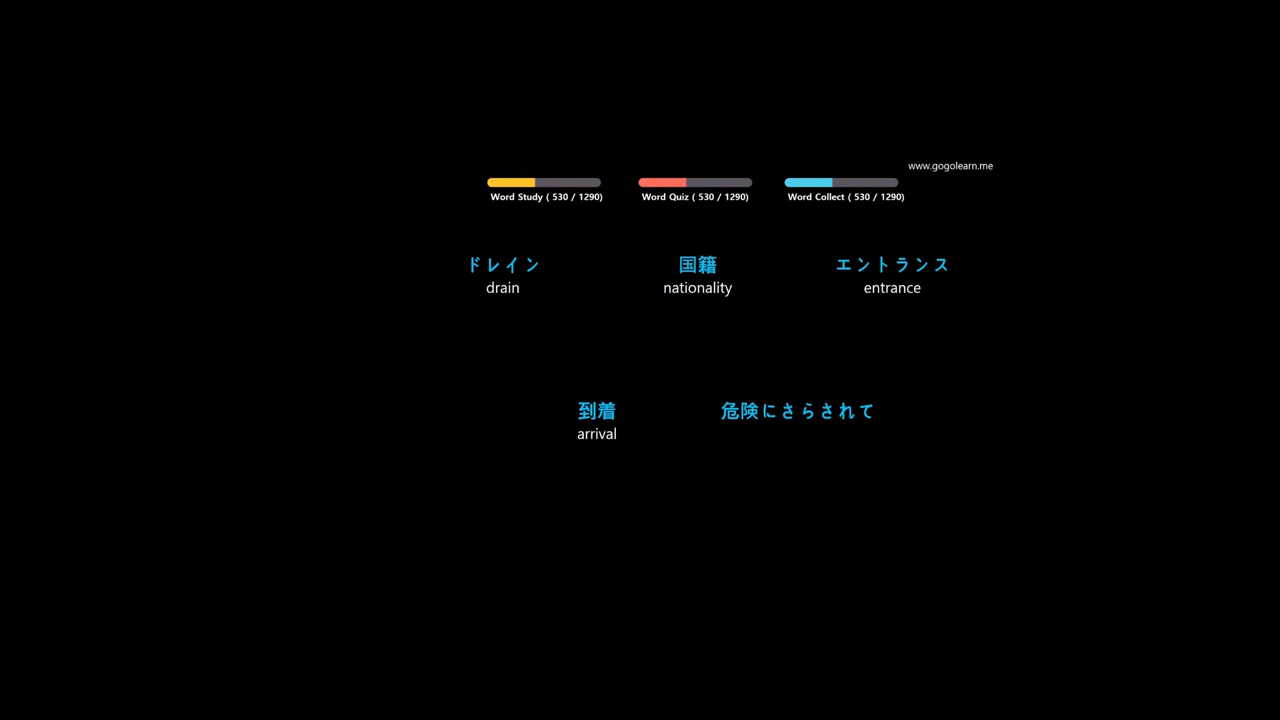 www.gogolearn.me
Word Study ( 530 / 1290)
Word Quiz ( 530 / 1290)
Word Collect ( 530 / 1290)
ドレイン
drain
国籍
nationality
エントランス
entrance
到着
arrival
危険にさらされて